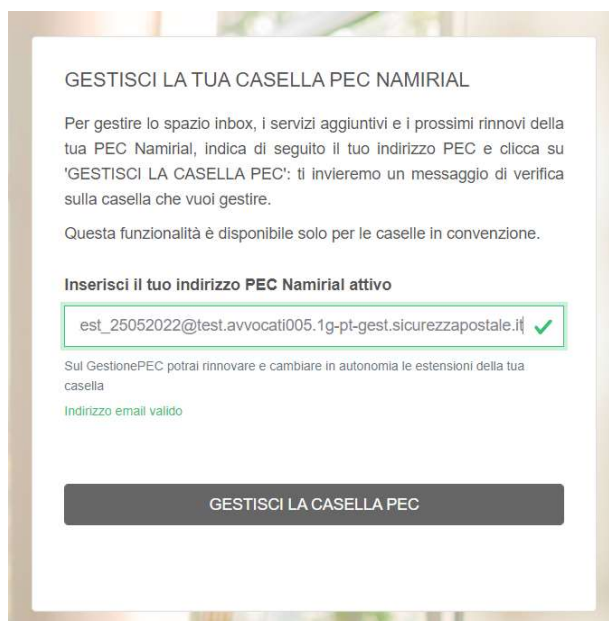 GESTISCI LA TUA CASELLA PEC NAMIRIAL
Per gestire lo spazio inbox, i servizi aggiuntivi e i prossimi rinnovi della
tua PEC Namirial, indica di seguito il tuo indirizzo PEC e clicca su
'GESTISCI LA CASELLA PEC': ti invieremo un messaggio di verifica
sulla casella che vuoi gestire.
Questa funzionalità è disponibile solo per le caselle in convenzione.
Inserisci il tuo indirizzo PEC Namirial attivo
est_25052022@test.avvocati005.1g-pt-gest.sicurezzapostale.it
Sul GestionePEC potrai rinnovare e cambiare in autonomia le estensioni della tua
casella
Indirizzo email valido
GESTISCI LA CASELLA PEC